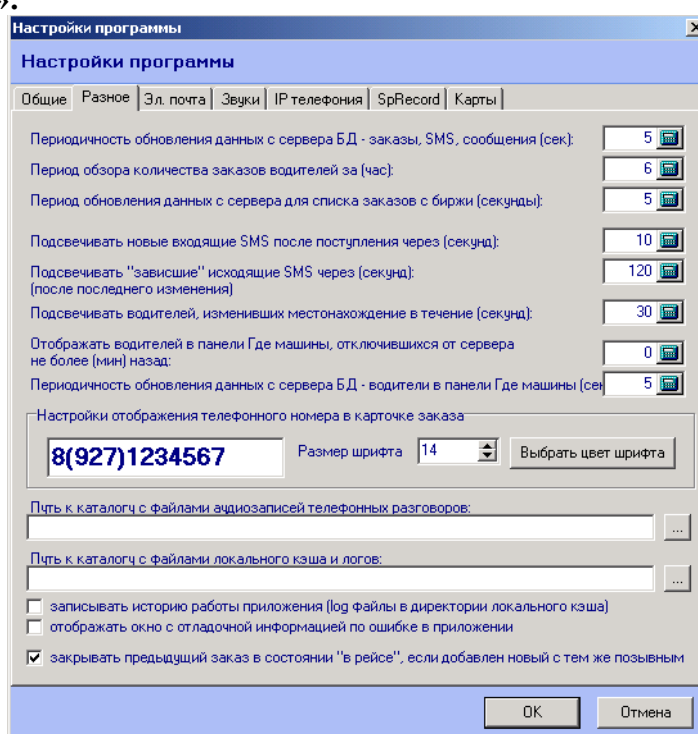 ».
Настройки программы
Настройки программы
Общие Разное Эл. почта Звуки IP телефония SpRecord Карты
Периодичность обновления данных с сервера БД - заказы, SMS, сообщения (сек): 5
Период обзора количества заказов водителей за (час): 6
Период обновления данных с сервера для списка заказов с биржи (секунды): 5
Подсвечивать новые входящие SMS после поступления через (секунд): 10
Подсвечивать "зависшие" исходящие SMS через (секунд): 120
(после последнего изменения)
Подсвечивать водителей, изменивших местонахождение в течение (секунд): 30
Отображать водителей в панели Где машины, отключившихся от сервера
не более (мин) назад: 0
Периодичность обновления данных с сервера БД - водители в панели Где машины (сек 5
Настройки отображения телефонного номера в карточке заказа
8(927)1234567 Размер шрифта 14 Выбрать цвет шрифта
Путь к каталогу с файлами аудиозаписей телефонных разговоров:
...
Путь к каталогу с файлами локального кэша и логов:
...
записывать историю работы приложения (log файлы в директории локального кэша)
отображать окно с отладочной информацией по ошибке в приложении
закрывать предыдущий заказ в состоянии "в рейсе", если добавлен новый с тем же позывным
OK Отмена